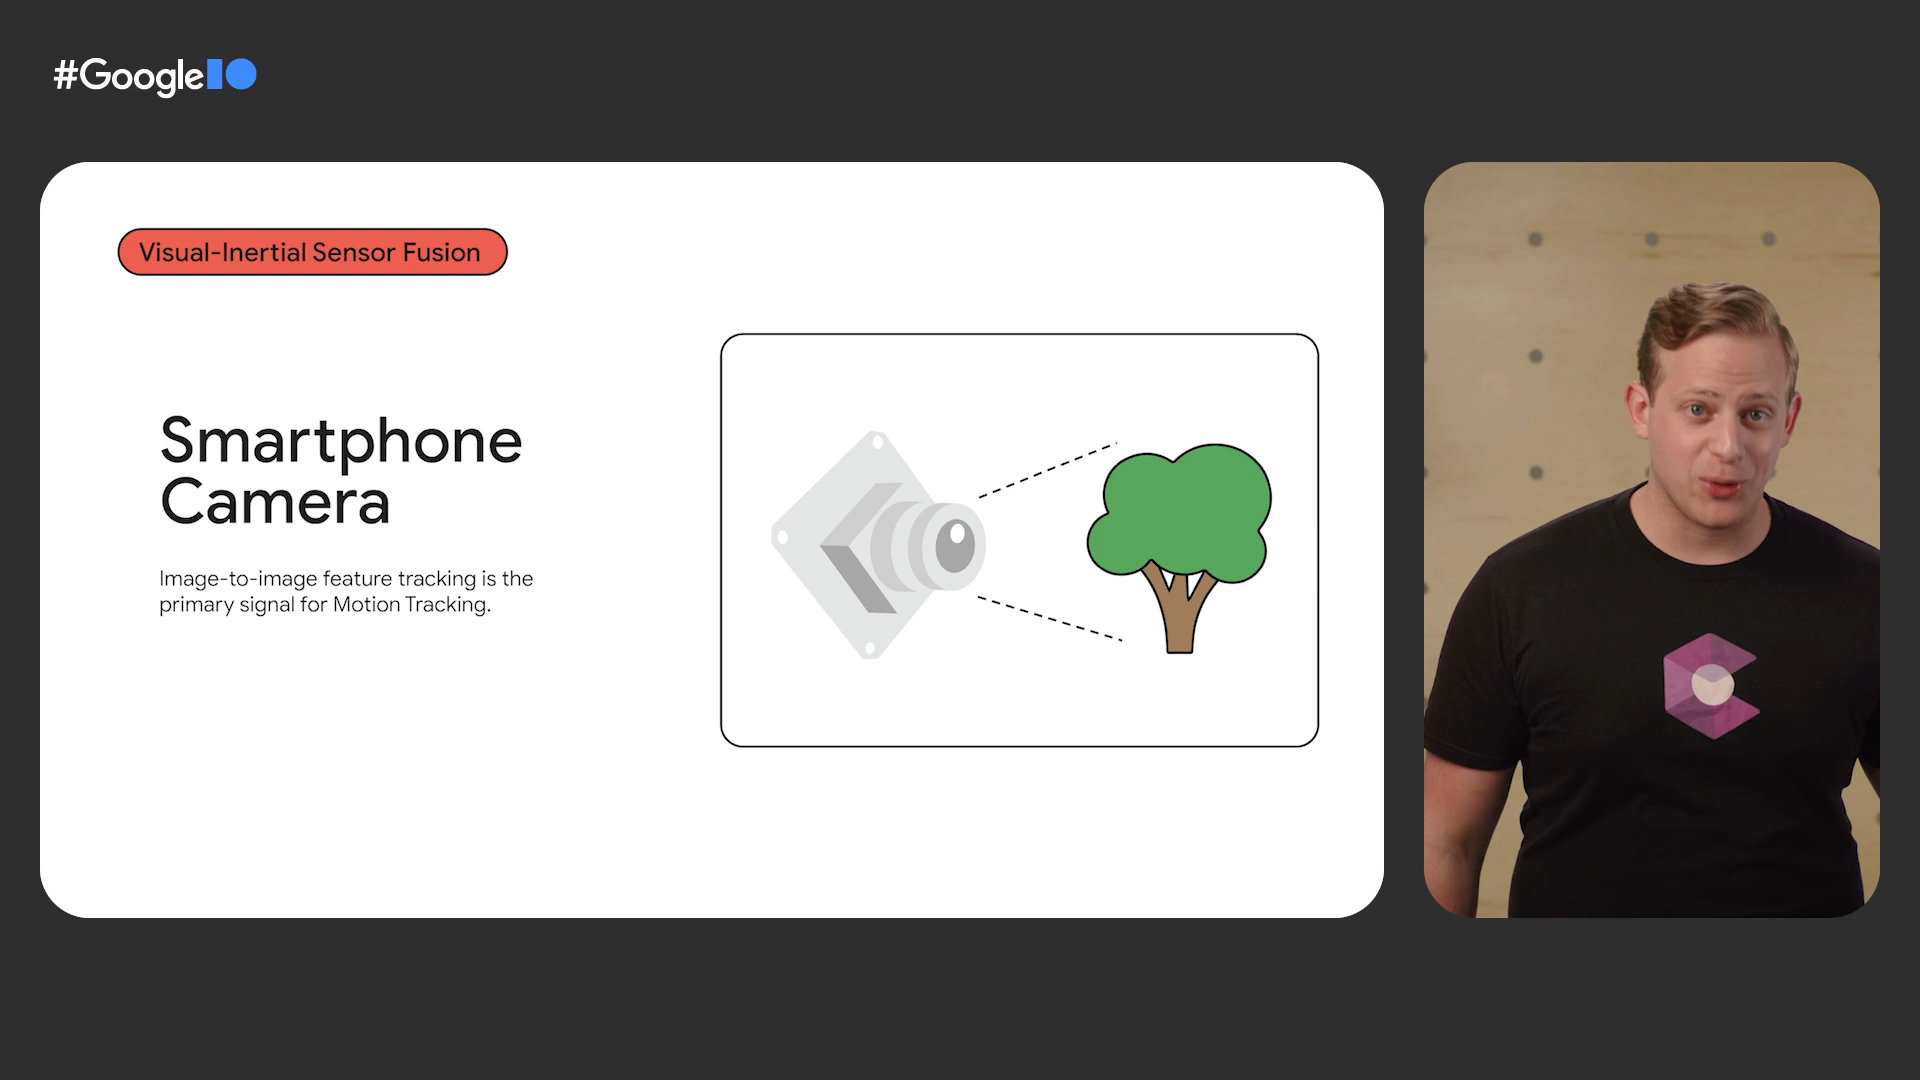 #GoogleIO
Visual-Inertial Sensor Fusion
Smartphone
Camera
Image-to-image feature tracking is the
primary signal for Motion Tracking.